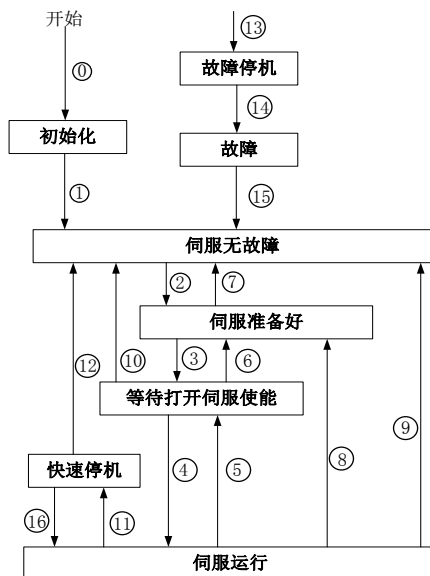 开始
⑬
⓪
故障停机
⑭
初始化
故障
①
⑮
伺服无故障
②
⑦
伺服准备好
⑫
⑩
③
⑥
等待打开伺服使能
⑨
快速停机
④
⑤
⑧
⑯
⑪
伺服运行